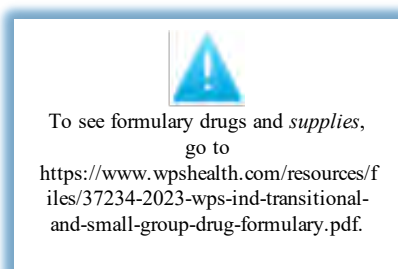 To see formulary drugs and supplies,
go to
https://www.wpshealth.com/resources/f
iles/37234-2023-wps-ind-transitional-
and-small-group-drug-formulary.pdf.